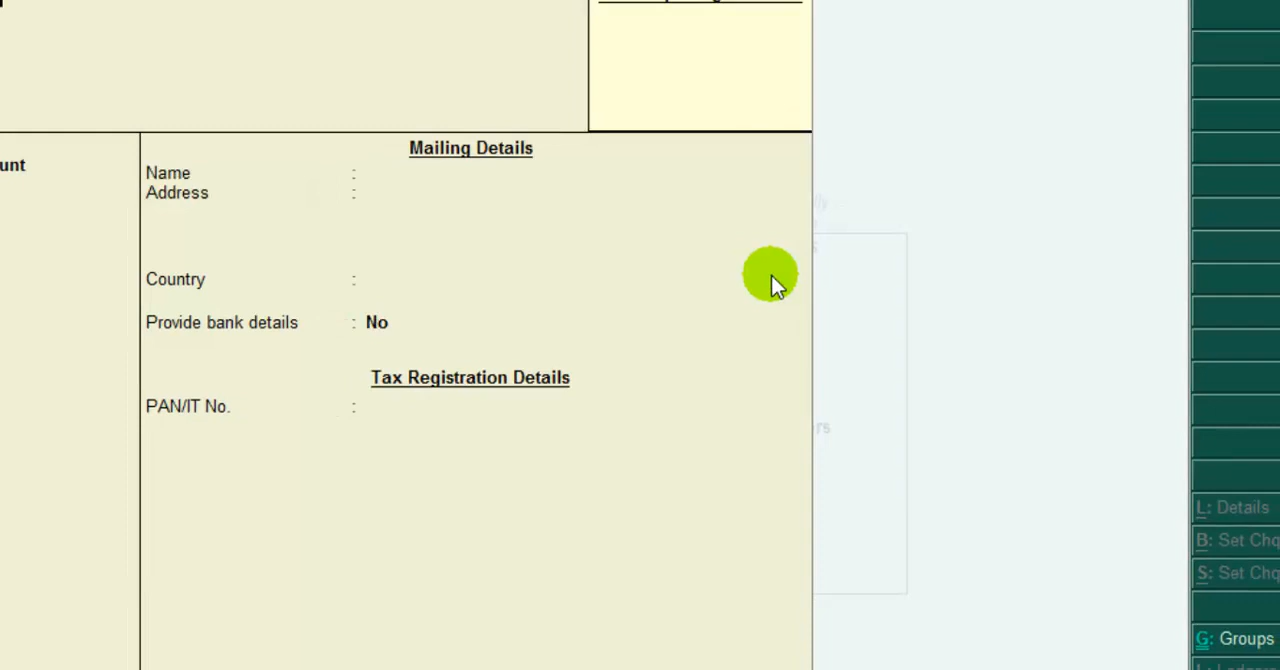 Mailing Details
unt
Name :
Address :
Country :
Provide bank details : No
Tax Registration Details
PAN/IT No. :
rs
L: Details
B: Set Chq
S: Set Chq
G: Groups